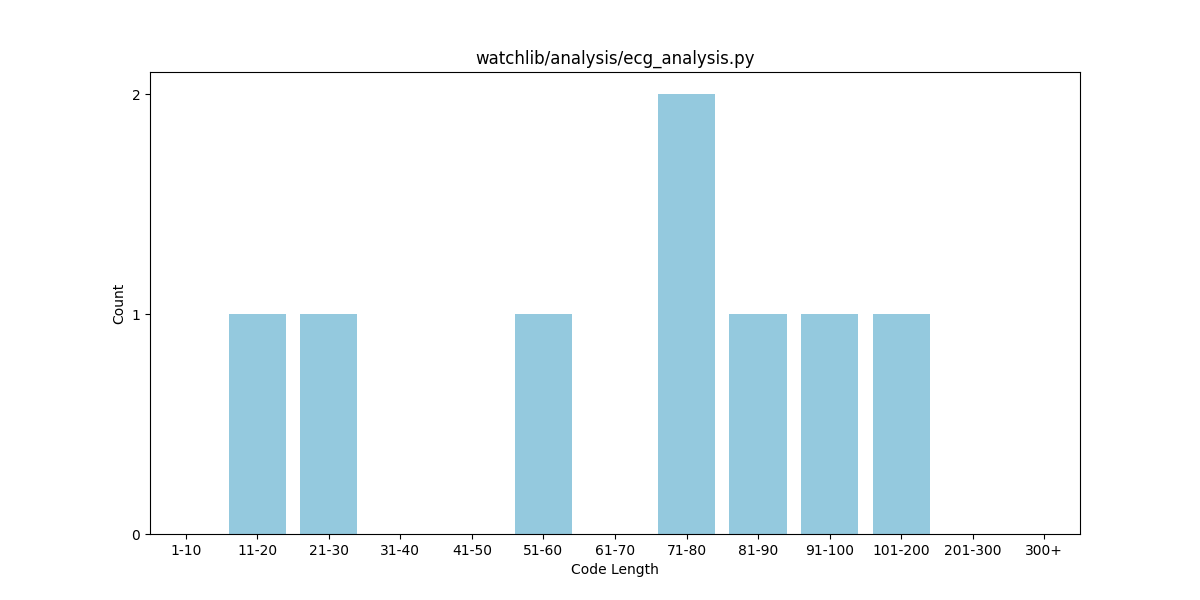 watchlib/analysis/ecg_analysis.py
2
1
0
Count
1-10 11-20 21-30 31-40 41-50 51-60 61-70 71-80 81-90 91-100 101-200 201-300 300+
Code Length